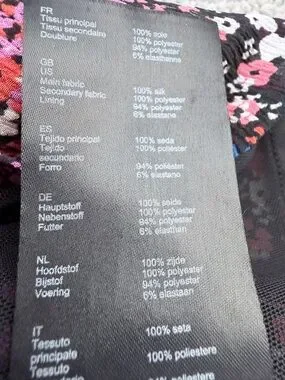 FR
Tissu principal 100% soie
Tissu secondaire 100% polyester
Doublure 94% polyester
6% elasthanne
GB
US
Main fabric 100% silk
Secondary fabric 100% polyester
Lining 94% polyester
6% elastane
ES
Tejido principal 100% seda
Tejido 100% poliéster
secundario
Forro 94% poliéster
6% elastano
DE
Hauptstoff 100% seide
Nebenstoff 100% polyester
Futter 94% polyester
6% elasthan
NL
Hoofdstof 100% zijde
Bijstof 100% polyester
Voering 94% polyester
6% elastaan
IT
Tessuto 100% seta
principale
Tessuto 100% poliestere